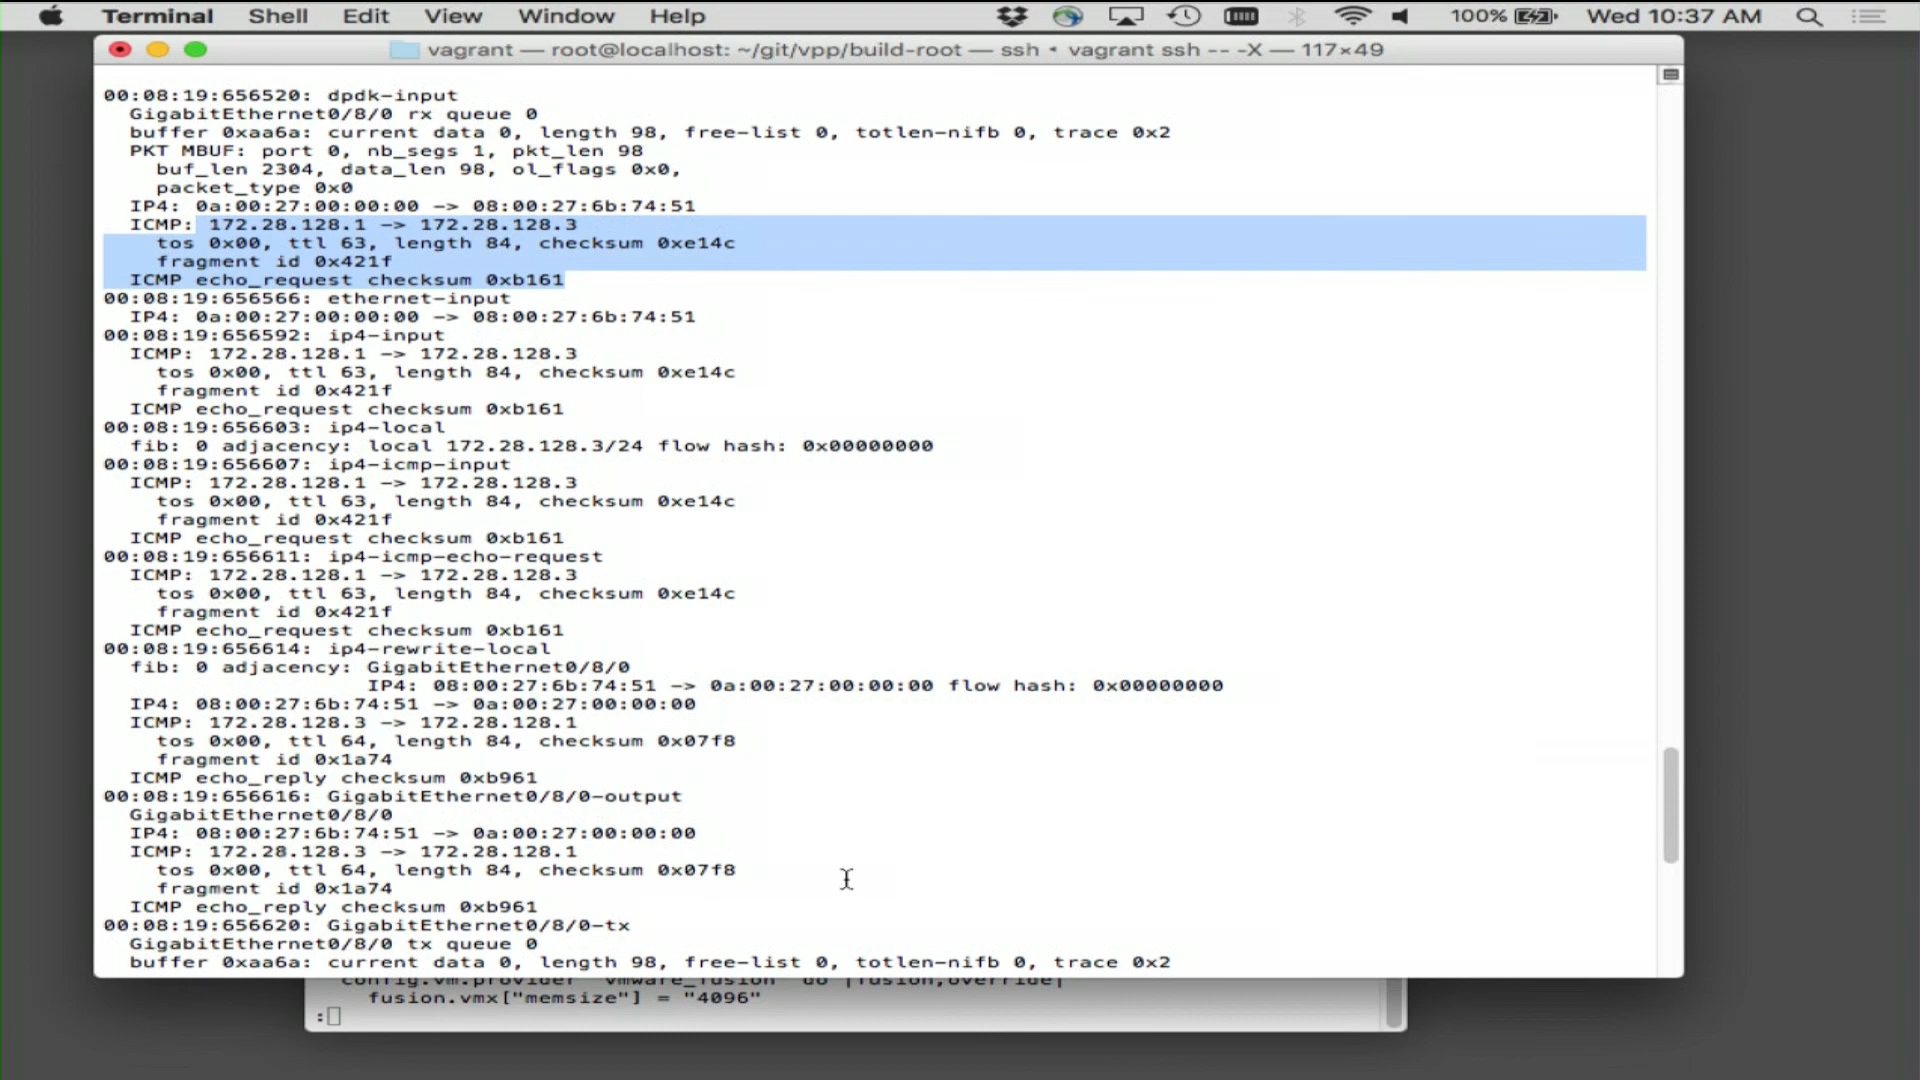 Terminal Shell Edit View Window Help 100% Wed 10:37 AM
vagrant — root@localhost: ~/git/vpp/build-root — ssh • vagrant ssh -- -X — 117×49
00:08:19:656520: dpdk-input
GigabitEthernet0/8/0 rx queue 0
buffer 0xaa6a: current data 0, length 98, free-list 0, totlen-nifb 0, trace 0x2
PKT MBUF: port 0, nb_segs 1, pkt_len 98
buf_len 2304, data_len 98, ol_flags 0x0,
packet_type 0x0
IP4: 0a:00:27:00:00:00 -> 08:00:27:6b:74:51
ICMP: 172.28.128.1 -> 172.28.128.3
tos 0x00, ttl 63, length 84, checksum 0xe14c
fragment id 0x421f
ICMP echo_request checksum 0xb161
00:08:19:656566: ethernet-input
IP4: 0a:00:27:00:00:00 -> 08:00:27:6b:74:51
00:08:19:656592: ip4-input
ICMP: 172.28.128.1 -> 172.28.128.3
tos 0x00, ttl 63, length 84, checksum 0xe14c
fragment id 0x421f
ICMP echo_request checksum 0xb161
00:08:19:656603: ip4-local
fib: 0 adjacency: local 172.28.128.3/24 flow hash: 0x00000000
00:08:19:656607: ip4-icmp-input
ICMP: 172.28.128.1 -> 172.28.128.3
tos 0x00, ttl 63, length 84, checksum 0xe14c
fragment id 0x421f
ICMP echo_request checksum 0xb161
00:08:19:656611: ip4-icmp-echo-request
ICMP: 172.28.128.1 -> 172.28.128.3
tos 0x00, ttl 63, length 84, checksum 0xe14c
fragment id 0x421f
ICMP echo_request checksum 0xb161
00:08:19:656614: ip4-rewrite-local
fib: 0 adjacency: GigabitEthernet0/8/0
IP4: 08:00:27:6b:74:51 -> 0a:00:27:00:00:00 flow hash: 0x00000000
IP4: 08:00:27:6b:74:51 -> 0a:00:27:00:00:00
ICMP: 172.28.128.3 -> 172.28.128.1
tos 0x00, ttl 64, length 84, checksum 0x07f8
fragment id 0x1a74
ICMP echo_reply checksum 0xb961
00:08:19:656616: GigabitEthernet0/8/0-output
GigabitEthernet0/8/0
IP4: 08:00:27:6b:74:51 -> 0a:00:27:00:00:00
ICMP: 172.28.128.3 -> 172.28.128.1
tos 0x00, ttl 64, length 84, checksum 0x07f8
fragment id 0x1a74
ICMP echo_reply checksum 0xb961
00:08:19:656620: GigabitEthernet0/8/0-tx
GigabitEthernet0/8/0 tx queue 0
buffer 0xaa6a: current data 0, length 98, free-list 0, totlen-nifb 0, trace 0x2
config.vm.provider vmware_fusion do |fusion,override|
fusion.vmx["memsize"] = "4096"
: